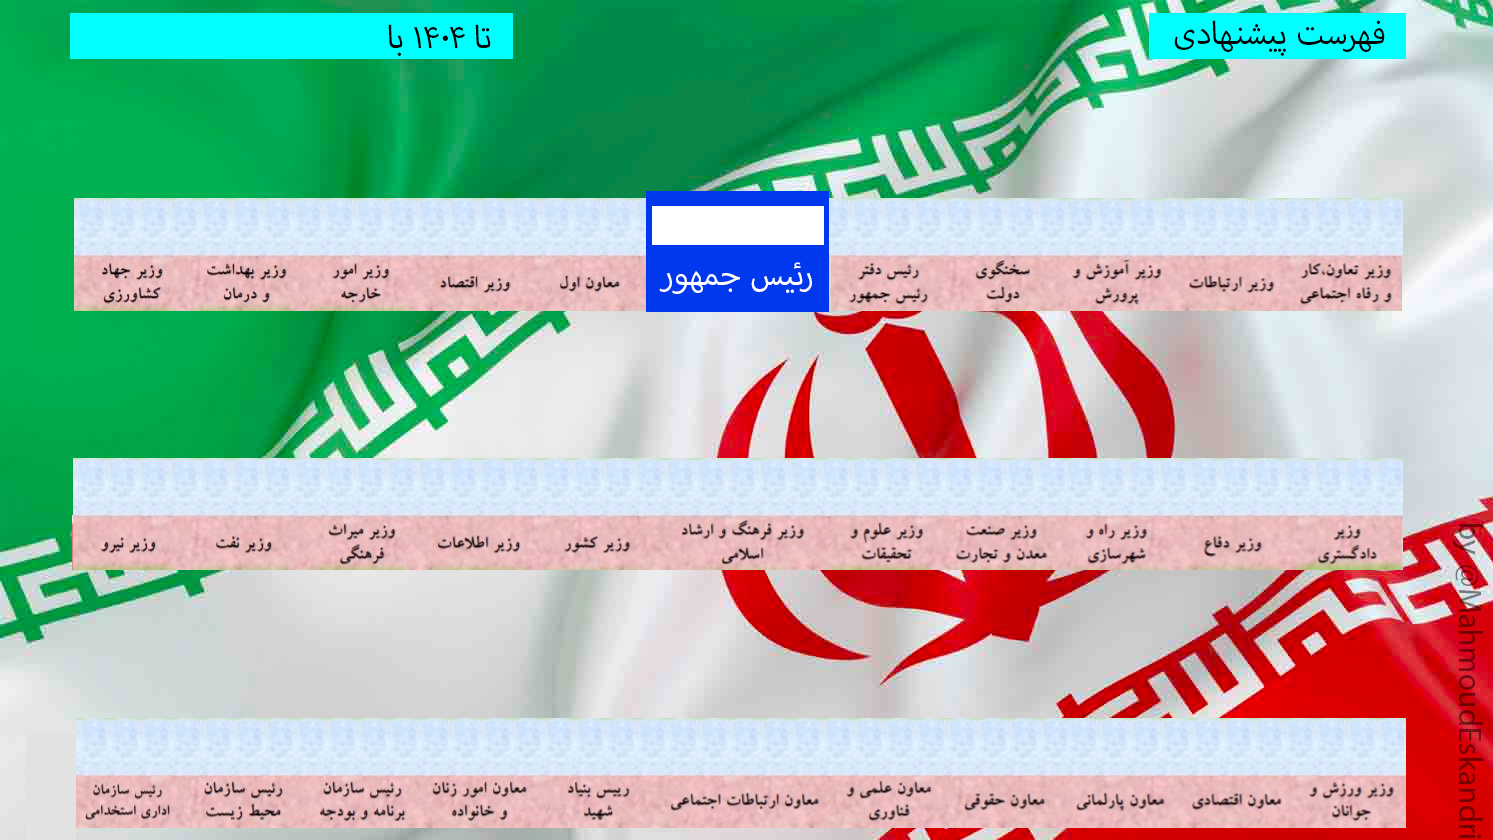 فهرست پیشنهادی
تا ۱۴۰۴ با
وزیر تعاون،کار
و رفاه اجتماعی
وزیر ارتباطات
وزیر آموزش و
پرورش
سخنگوی
دولت
رئیس دفتر
رئیس جمهور
رئیس جمهور
معاون اول
وزیر اقتصاد
وزیر امور
خارجه
وزیر بهداشت
و درمان
وزیر جهاد
کشاورزی
وزیر
دادگستری
وزیر دفاع
وزیر راه و
شهرسازی
وزیر صنعت
معدن و تجارت
وزیر علوم و
تحقیقات
وزیر فرهنگ و ارشاد
اسلامی
وزیر کشور
وزیر اطلاعات
وزیر میراث
فرهنگی
وزیر نفت
وزیر نیرو
وزیر ورزش و
جوانان
معاون اقتصادی
معاون پارلمانی
معاون حقوقی
معاون علمی و
فناوری
معاون ارتباطات اجتماعی
رییس بنیاد
شهید
معاون امور زنان
و خانواده
رئیس سازمان
برنامه و بودجه
رئیس سازمان
محیط زیست
رئیس سازمان
اداری استخدامی
by @MahmoudEskandri